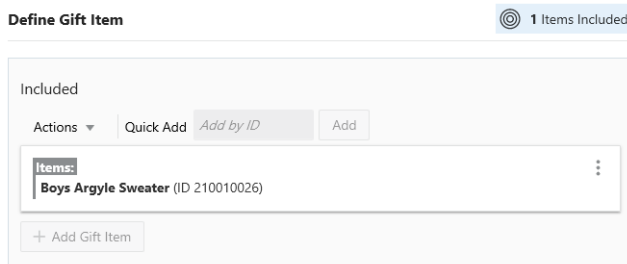 Define Gift Item
1 Items Included
Included
Actions Quick Add Add by ID Add
Items:
Boys Argyle Sweater (ID 210010026)
+ Add Gift Item